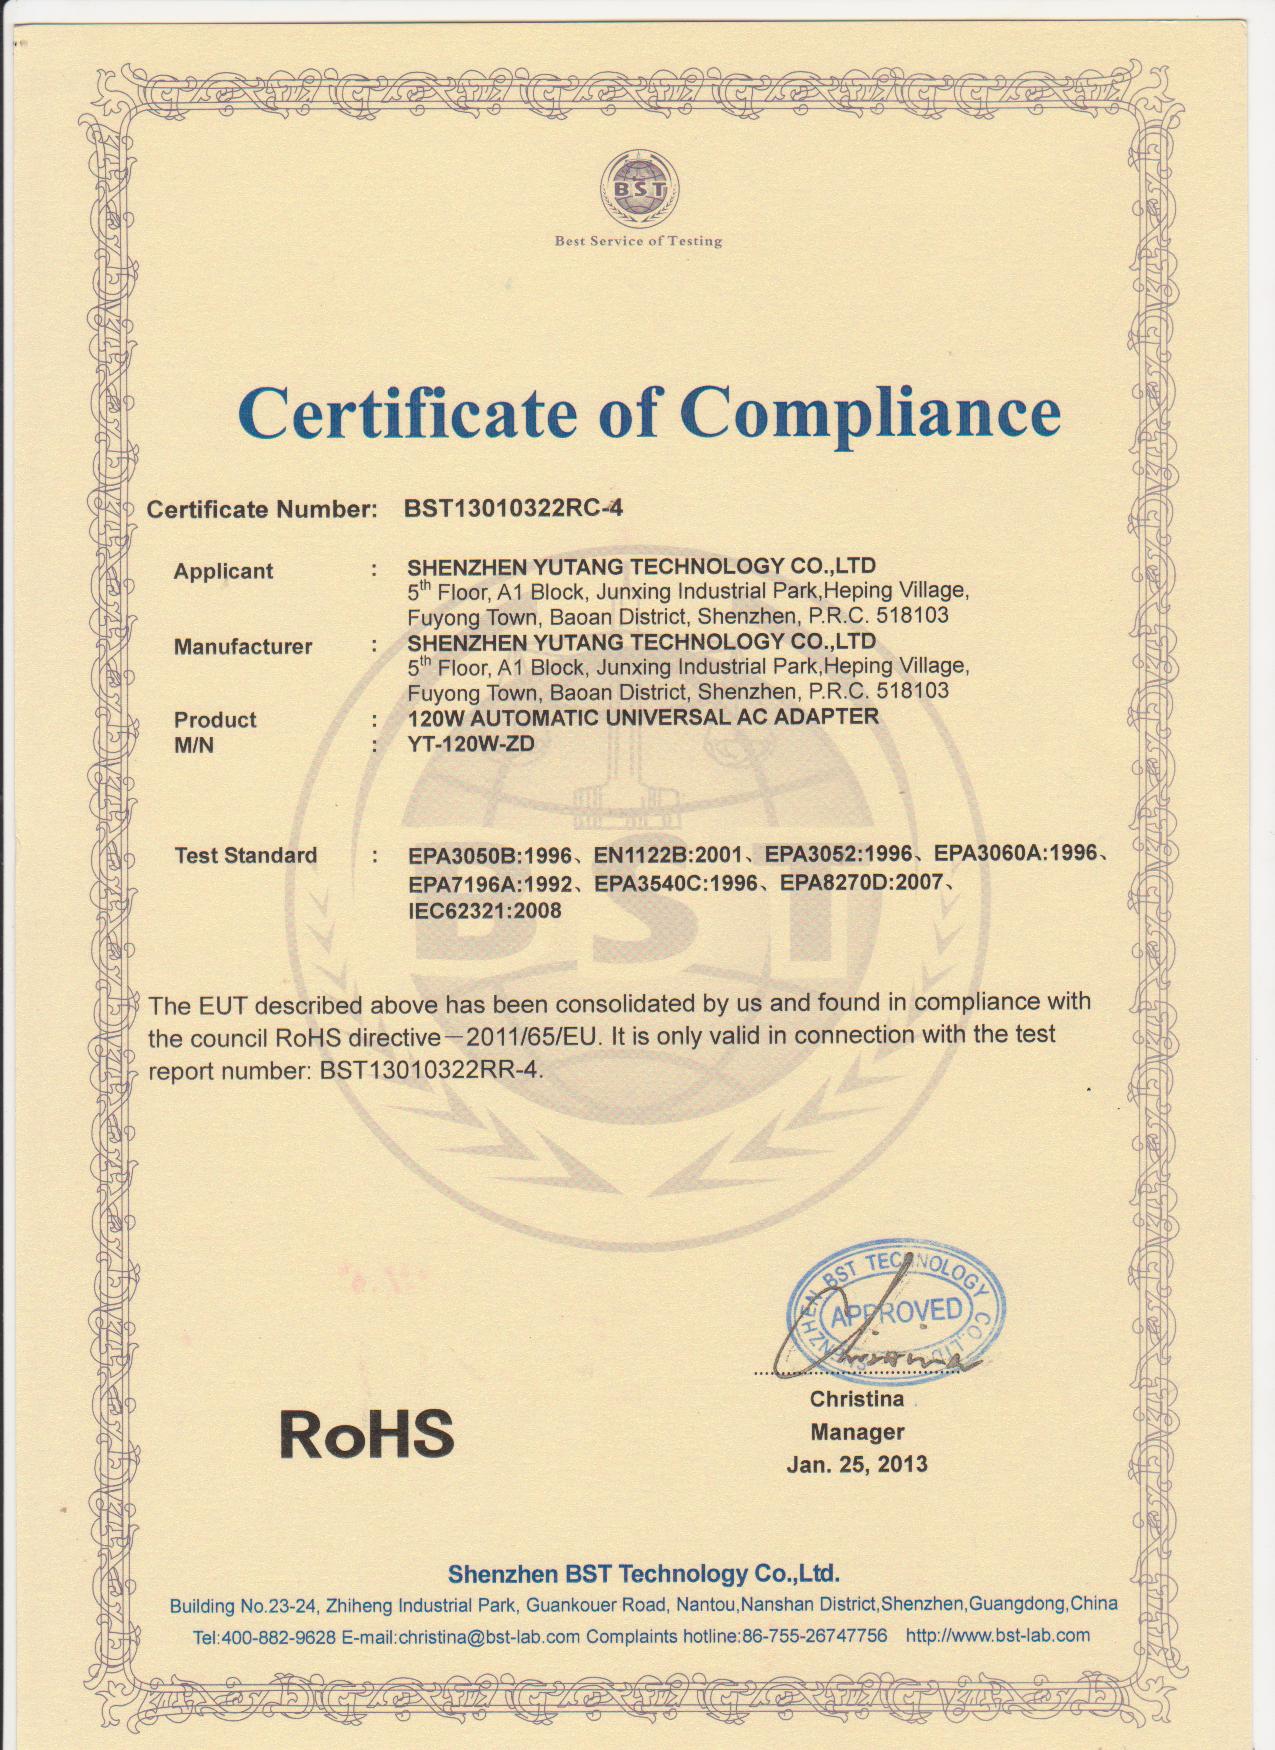 BST
Best Service of Testing
Certificate of Compliance
Certificate Number: BST13010322RC-4
Applicant : SHENZHEN YUTANG TECHNOLOGY CO.,LTD
5th Floor, A1 Block, Junxing Industrial Park,Heping Village,
Fuyong Town, Baoan District, Shenzhen, P.R.C. 518103
Manufacturer : SHENZHEN YUTANG TECHNOLOGY CO.,LTD
5th Floor, A1 Block, Junxing Industrial Park,Heping Village,
Fuyong Town, Baoan District, Shenzhen, P.R.C. 518103
Product : 120W AUTOMATIC UNIVERSAL AC ADAPTER
M/N : YT-120W-ZD
Test Standard : EPA3050B:1996、EN1122B:2001、EPA3052:1996、EPA3060A:1996、
EPA7196A:1992、EPA3540C:1996、EPA8270D:2007、
IEC62321:2008
BST
The EUT described above has been consolidated by us and found in compliance with
the council RoHS directive－2011/65/EU. It is only valid in connection with the test
report number: BST13010322RR-4.
SHENZHEN BST TECHNOLOGY CO.,LTD.
APPROVED
Christina
Christina
Manager
Jan. 25, 2013
RoHS
Shenzhen BST Technology Co.,Ltd.
Building No.23-24, Zhiheng Industrial Park, Guankouer Road, Nantou,Nanshan District,Shenzhen,Guangdong,China
Tel:400-882-9628 E-mail:christina@bst-lab.com Complaints hotline:86-755-26747756 http://www.bst-lab.com